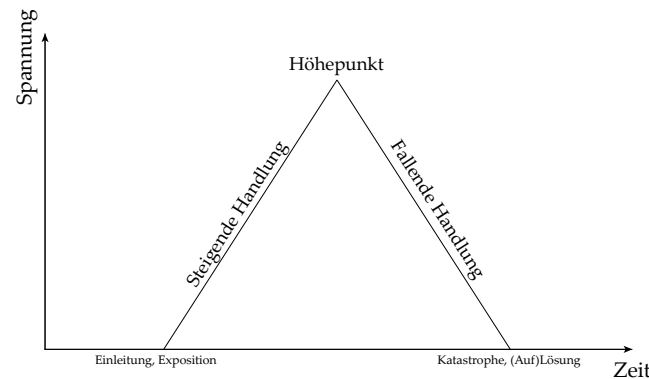 Spannung
Höhepunkt
Steigende Handlung
Fallende Handlung
Einleitung, Exposition
Katastrophe, (Auf)Lösung
Zeit